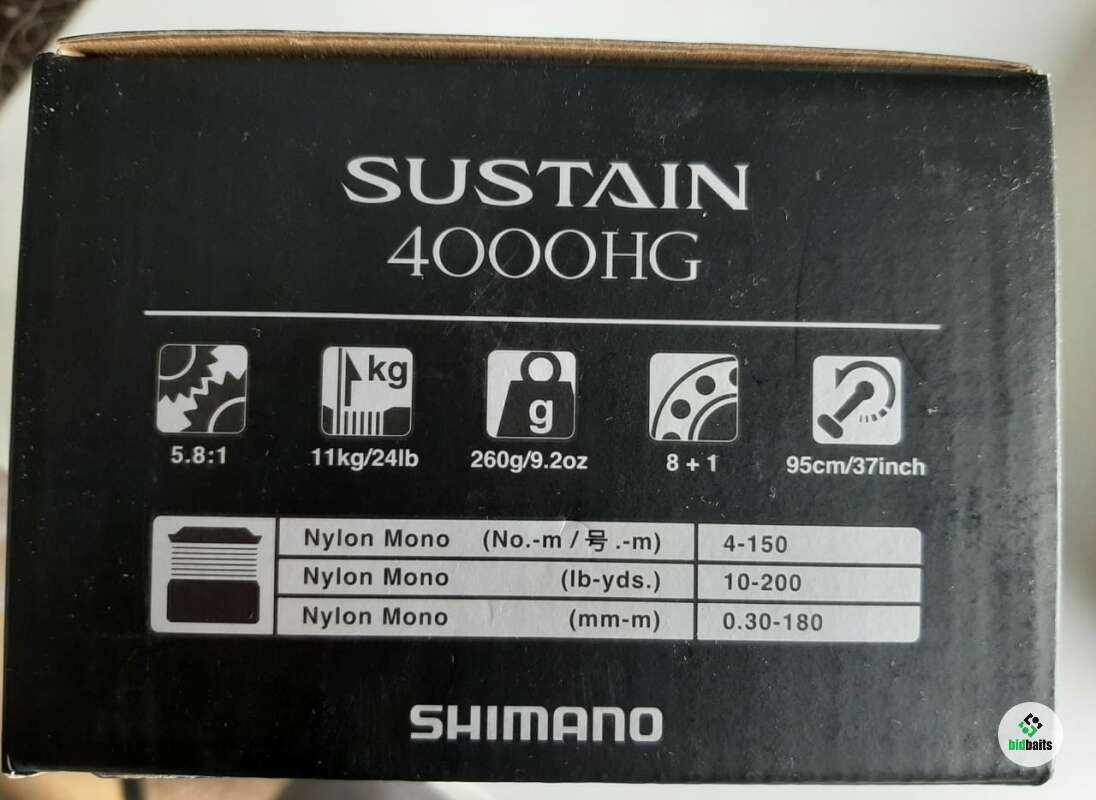 SUSTAIN
4000HG
kg
g
5.8:1 11kg/24lb 260g/9.2oz 8 + 1 95cm/37inch
Nylon Mono (No.-m / 号 .-m) 4-150
Nylon Mono (lb-yds.) 10-200
Nylon Mono (mm-m) 0.30-180
SHIMANO
bidbaits